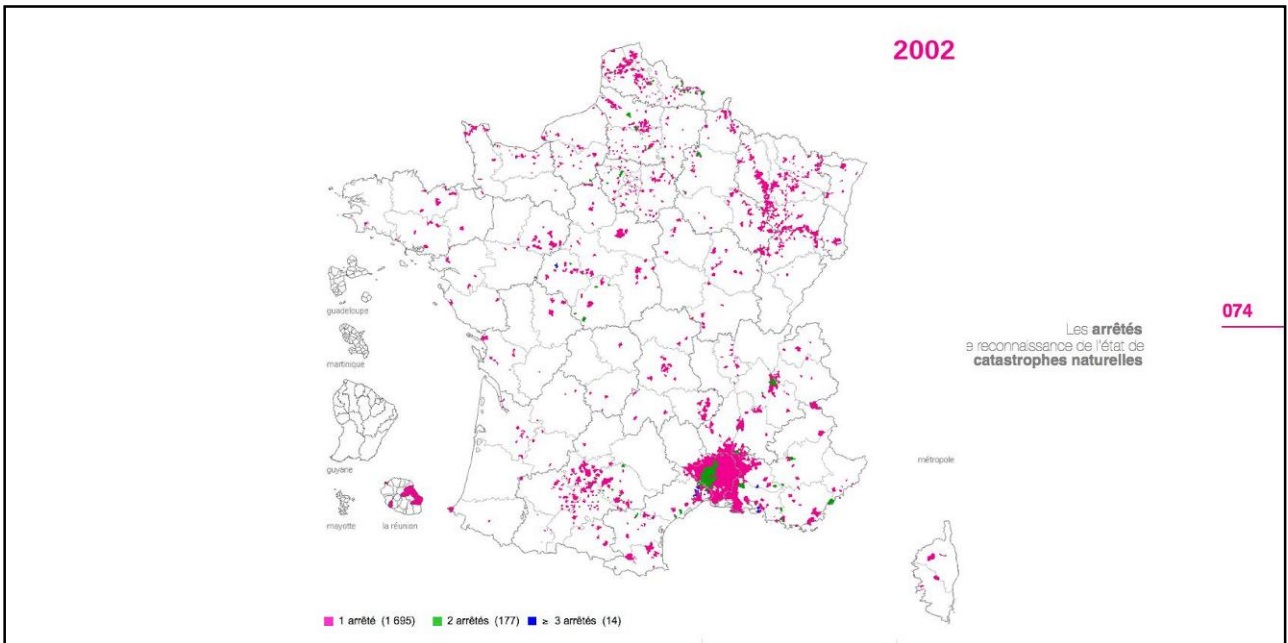 2002
guadeloupe
martinique
guyane
mayotte
la réunion
métropole
Les arrêtés
e reconnaissance de l'état de
catastrophes naturelles
074
1 arrêté (1 695)
2 arrêtés (177)
≥ 3 arrêtés (14)